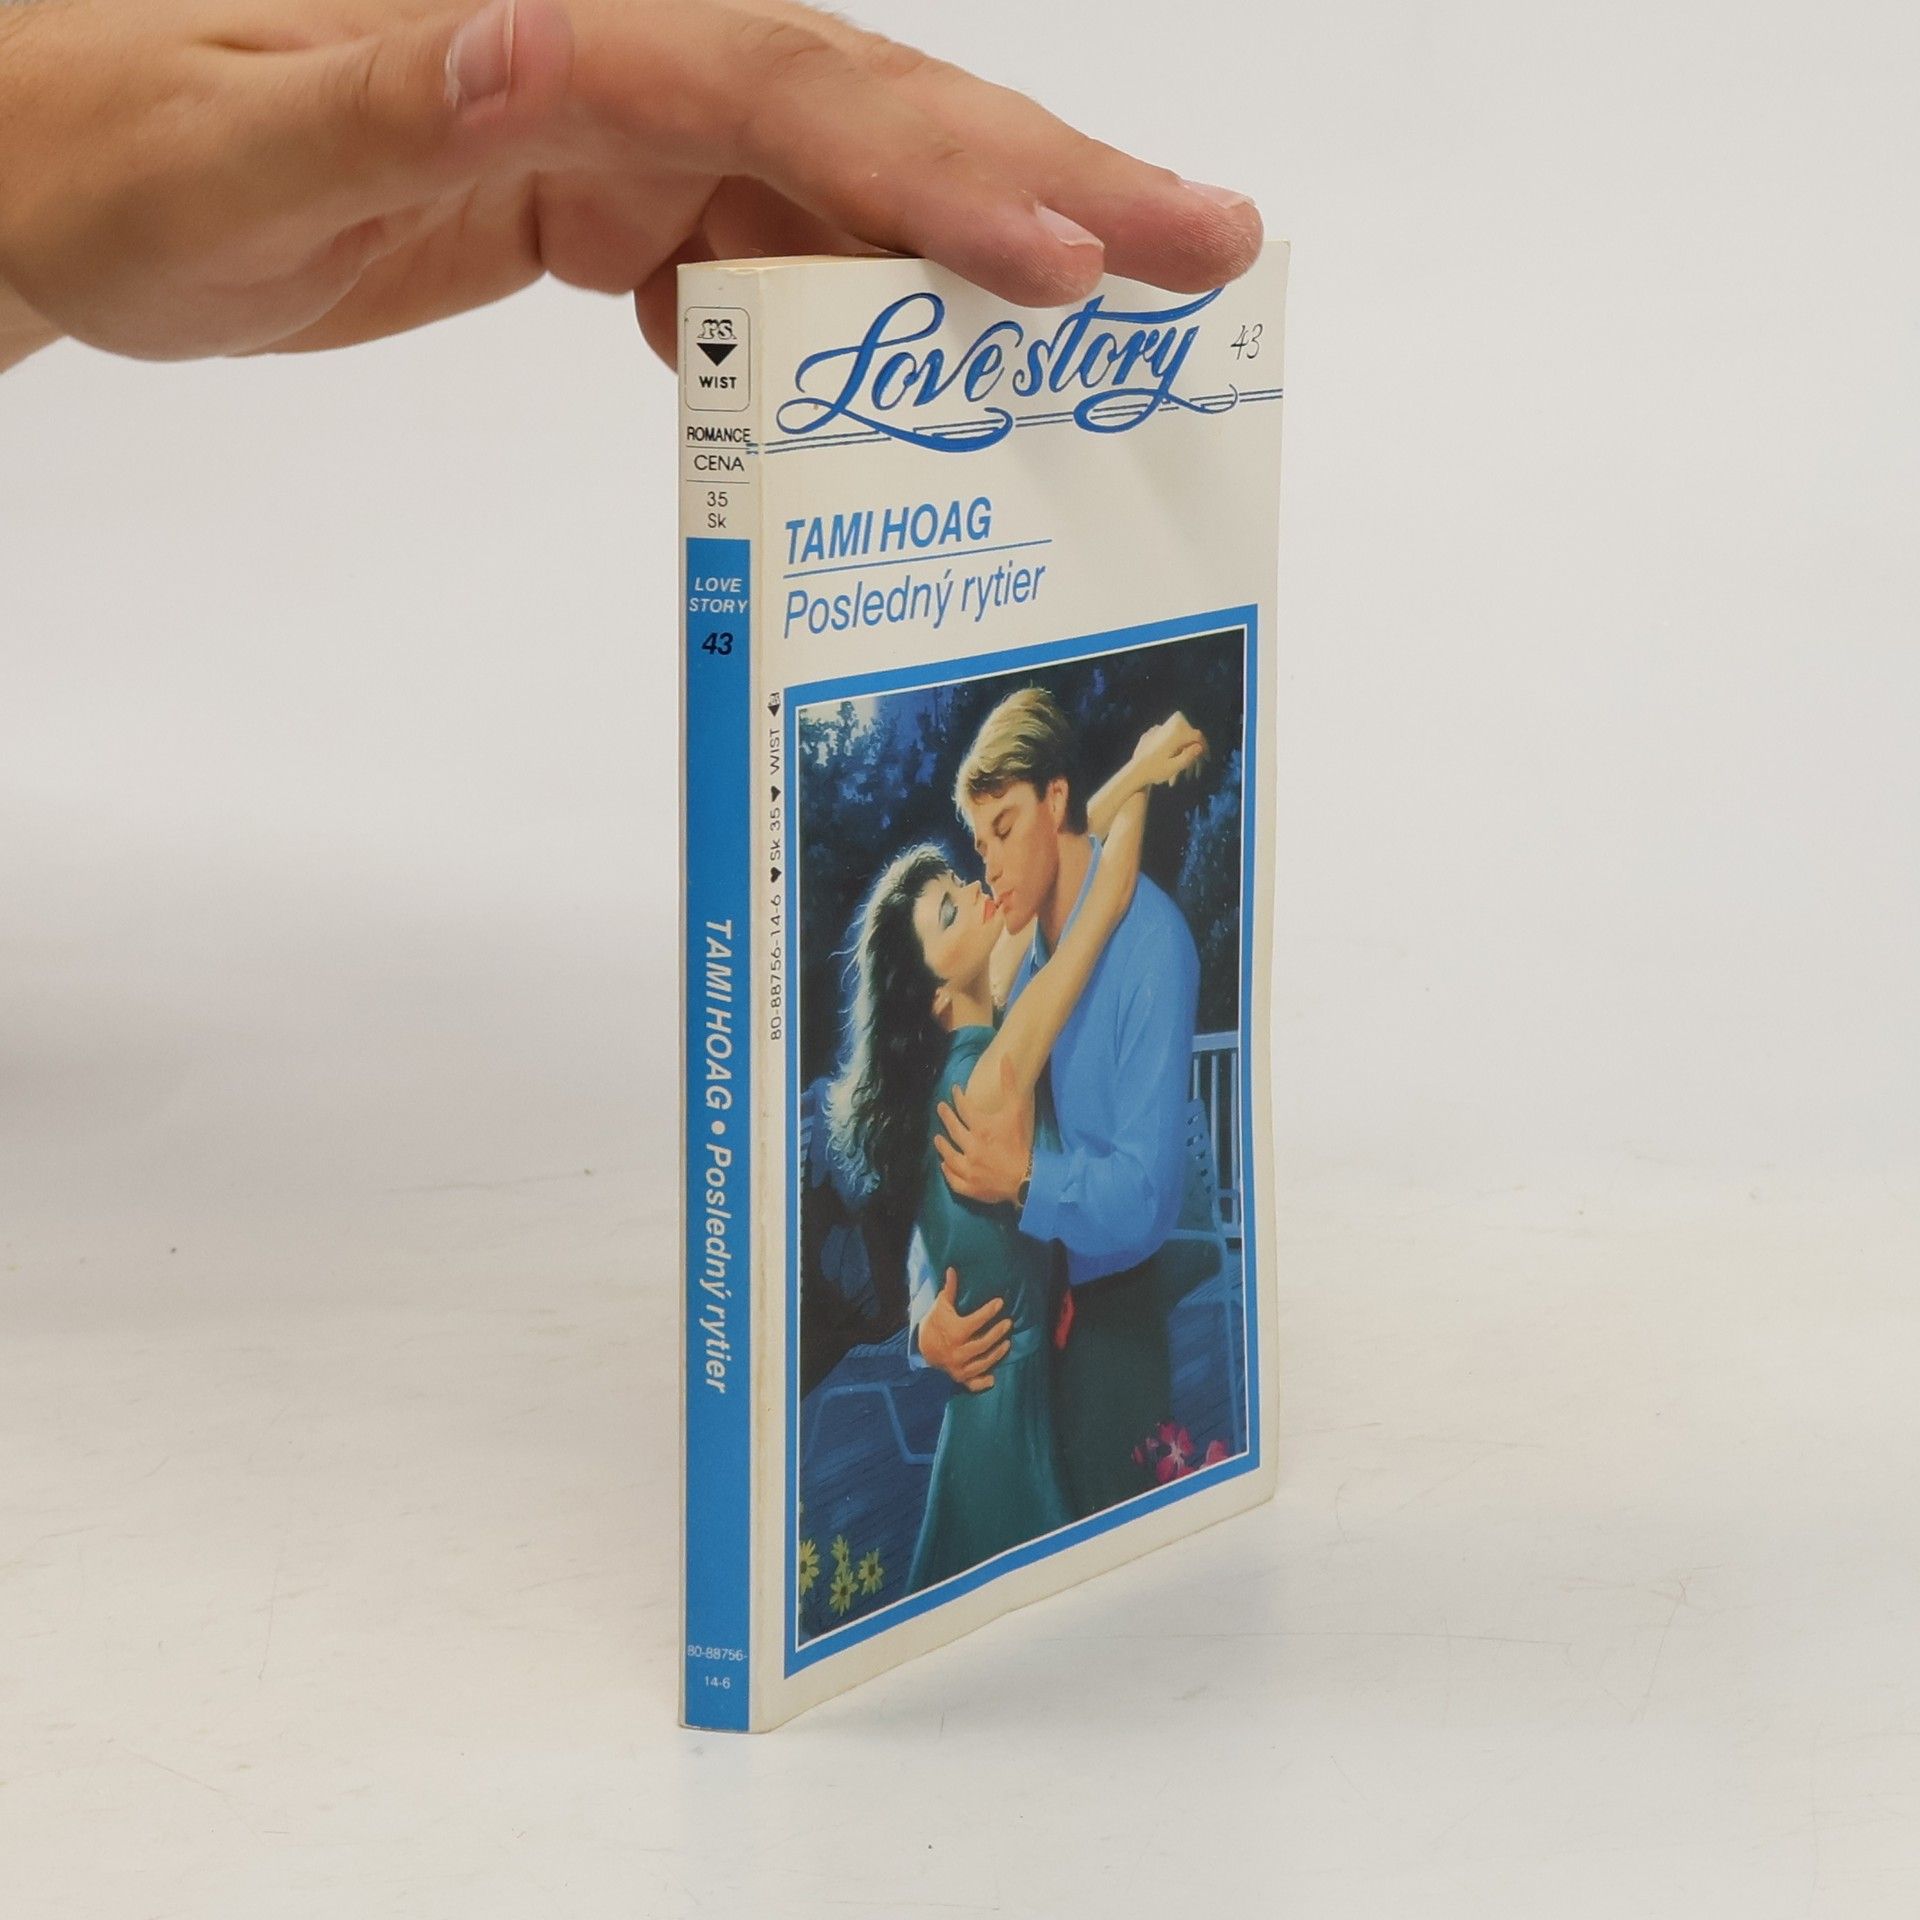 rs.
WIST
ROMANCE
CENA
35
Sk
LOVE
STORY
43
TAMI HOAG • Posledný rytier
80-88756-
14-6
Love story 43
TAMI HOAG
Posledný rytier
80-88756-14-6 ♥ Sk 35 ♥ WIST